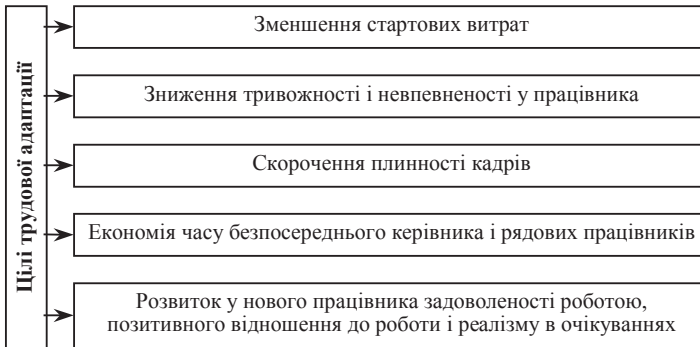 Цілі трудової адаптації
Зменшення стартових витрат
Зниження тривожності і невпевненості у працівника
Скорочення плинності кадрів
Економія часу безпосереднього керівника і рядових працівників
Розвиток у нового працівника задоволеності роботою,
позитивного відношення до роботи і реалізму в очікуваннях